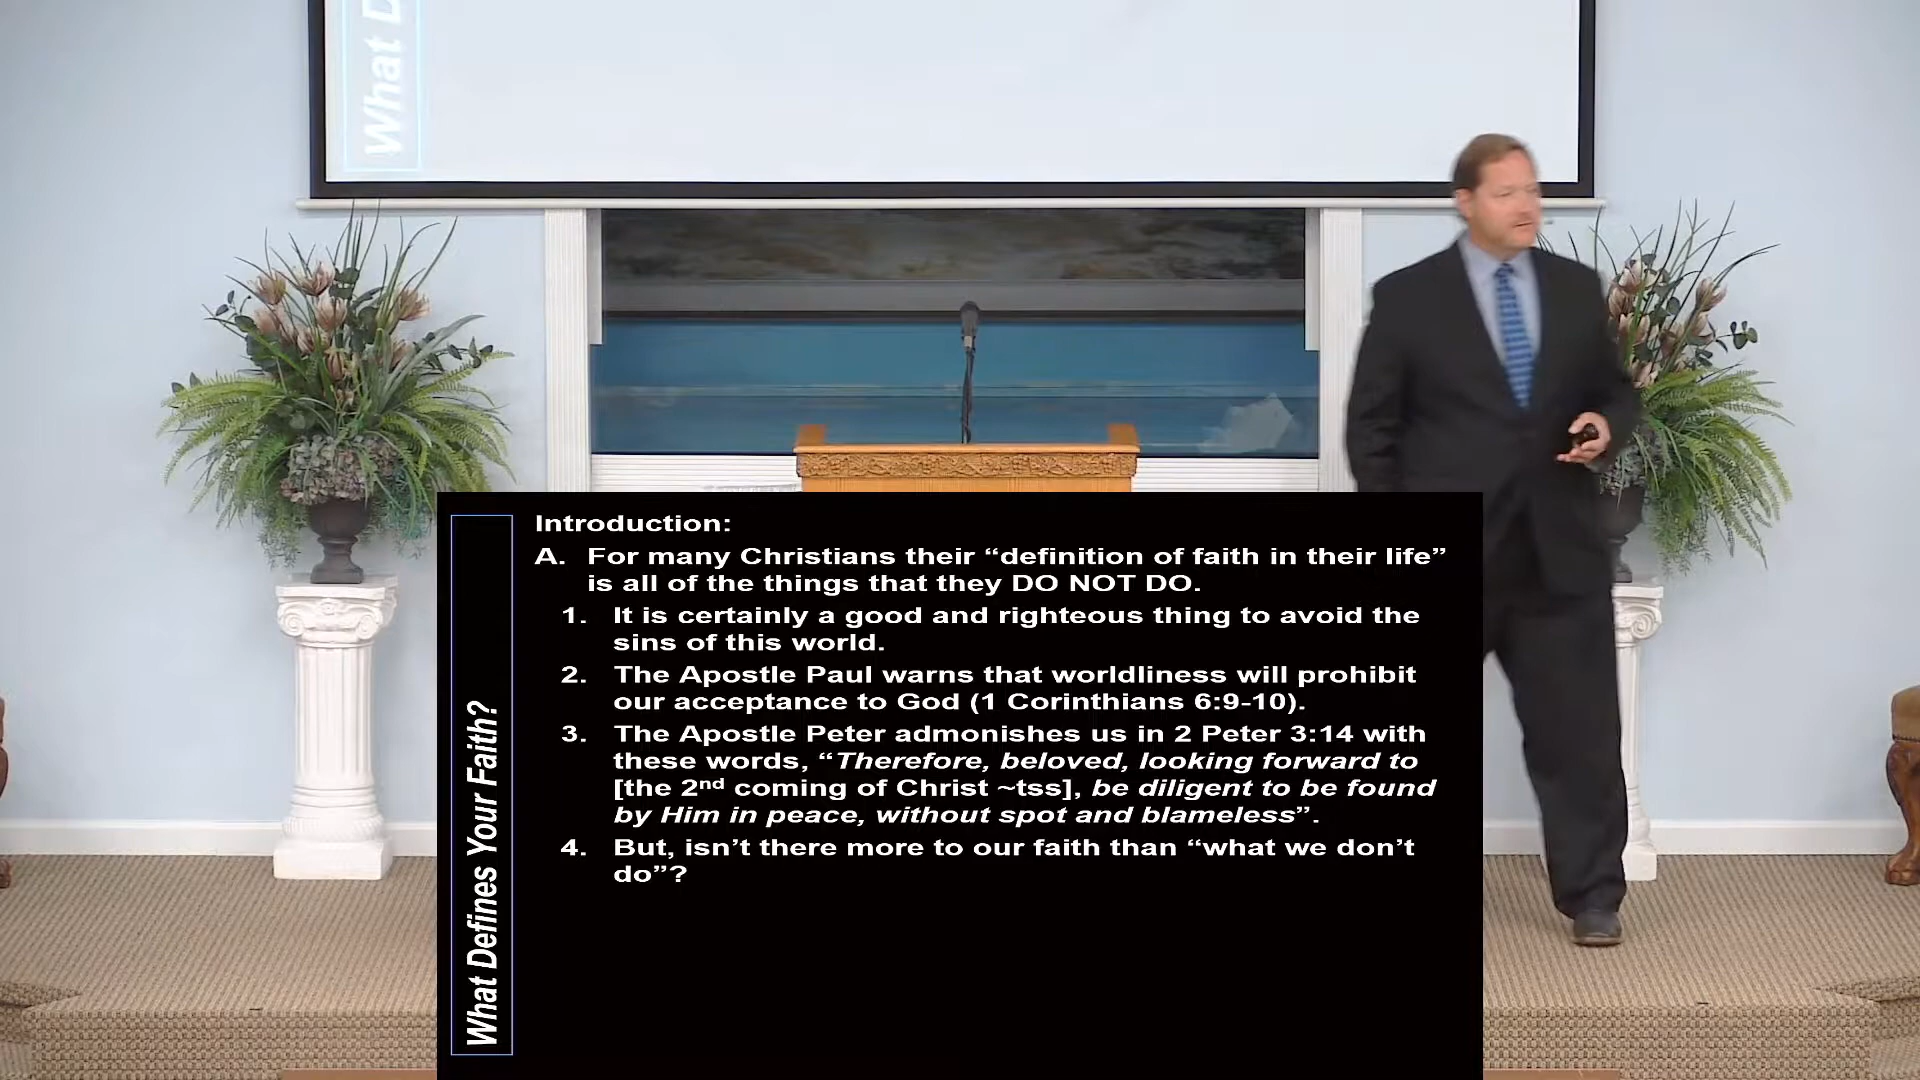 What D
What Defines Your Faith?
Introduction:
A. For many Christians their “definition of faith in their life”
is all of the things that they DO NOT DO.
1. It is certainly a good and righteous thing to avoid the
sins of this world.
2. The Apostle Paul warns that worldliness will prohibit
our acceptance to God (1 Corinthians 6:9-10).
3. The Apostle Peter admonishes us in 2 Peter 3:14 with
these words, “Therefore, beloved, looking forward to
[the 2nd coming of Christ ~tss], be diligent to be found
by Him in peace, without spot and blameless”.
4. But, isn’t there more to our faith than “what we don’t
do”?